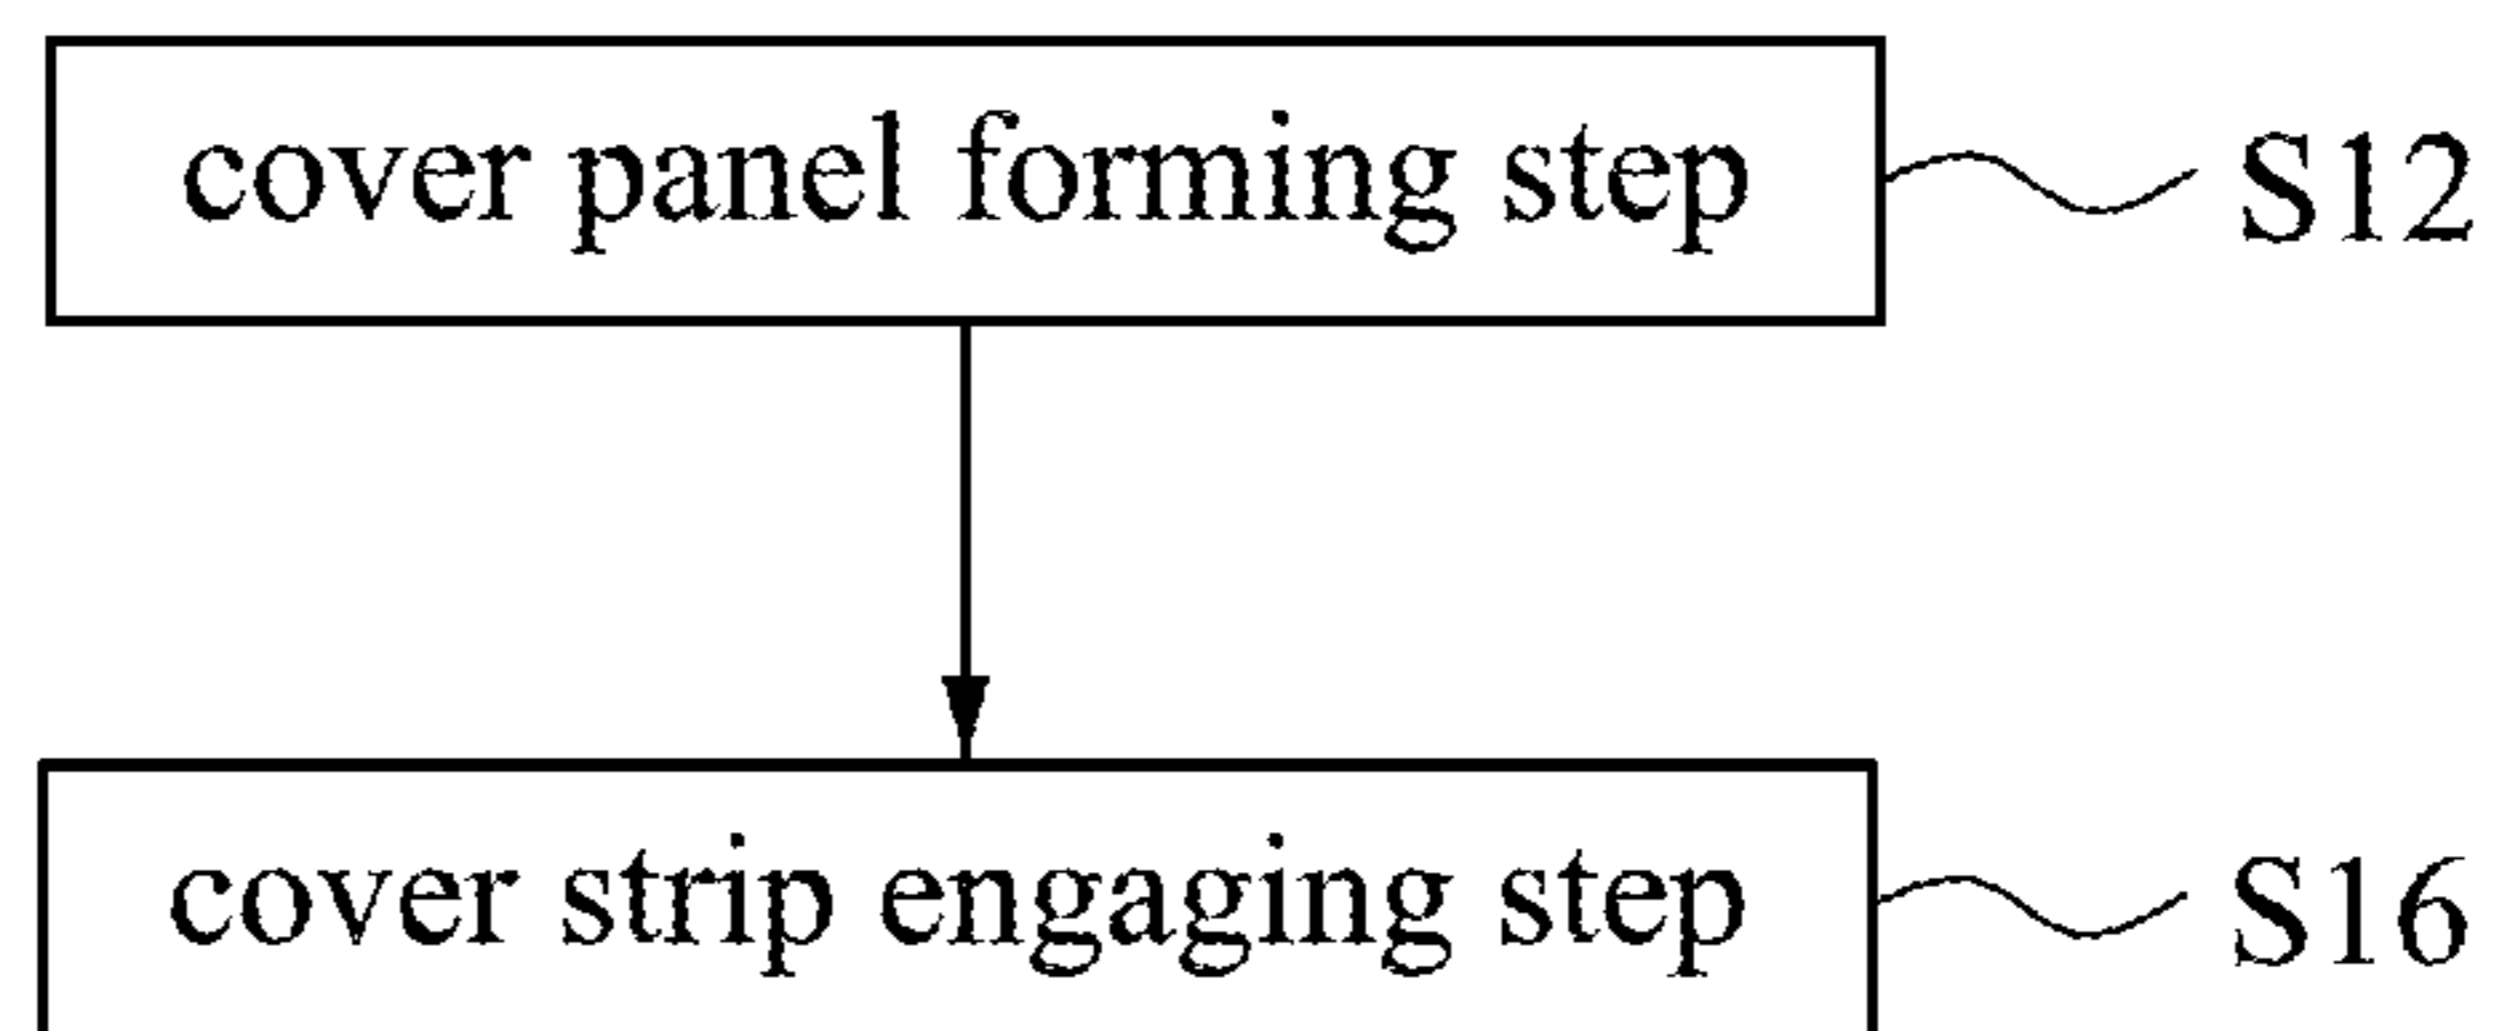 cover panel forming step S12
cover strip engaging step S16